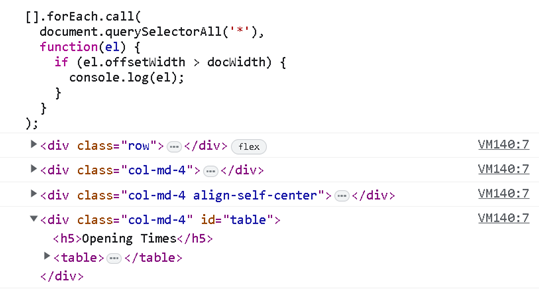 [].forEach.call(
document.querySelectorAll('*'),
function(el) {
if (el.offsetWidth > docWidth) {
console.log(el);
}
}
);
▶<div class="row">⋯</div> flex VM140:7
▶<div class="col-md-4">⋯</div> VM140:7
▶<div class="col-md-4 align-self-center">⋯</div> VM140:7
▼<div class="col-md-4" id="table"> VM140:7
<h5>Opening Times</h5>
▶<table>⋯</table>
</div>